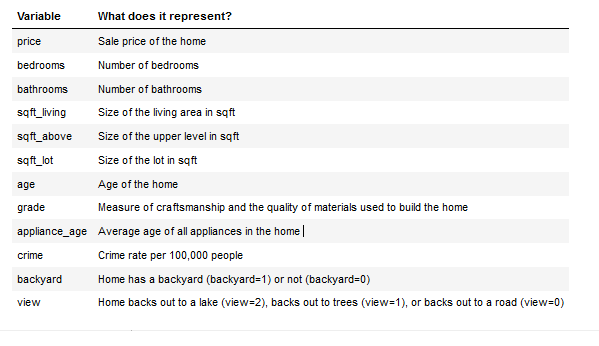 Variable What does it represent?
price Sale price of the home
bedrooms Number of bedrooms
bathrooms Number of bathrooms
sqft_living Size of the living area in sqft
sqft_above Size of the upper level in sqft
sqft_lot Size of the lot in sqft
age Age of the home
grade Measure of craftsmanship and the quality of materials used to build the home
appliance_age Average age of all appliances in the home
crime Crime rate per 100,000 people
backyard Home has a backyard (backyard=1) or not (backyard=0)
view Home backs out to a lake (view=2), backs out to trees (view=1), or backs out to a road (view=0)